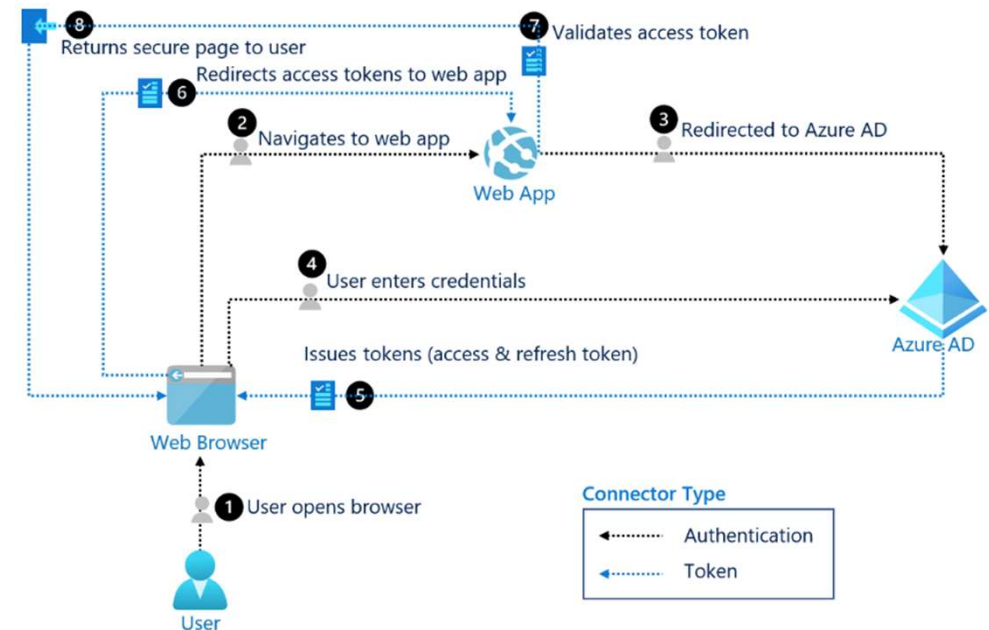 8
7
Validates access token
Returns secure page to user
Redirects access tokens to web app
6
2
Navigates to web app
3
Redirected to Azure AD
Web App
4
User enters credentials
Azure AD
Issues tokens (access & refresh token)
5
Web Browser
1
User opens browser
User
Connector Type
Authentication
Token